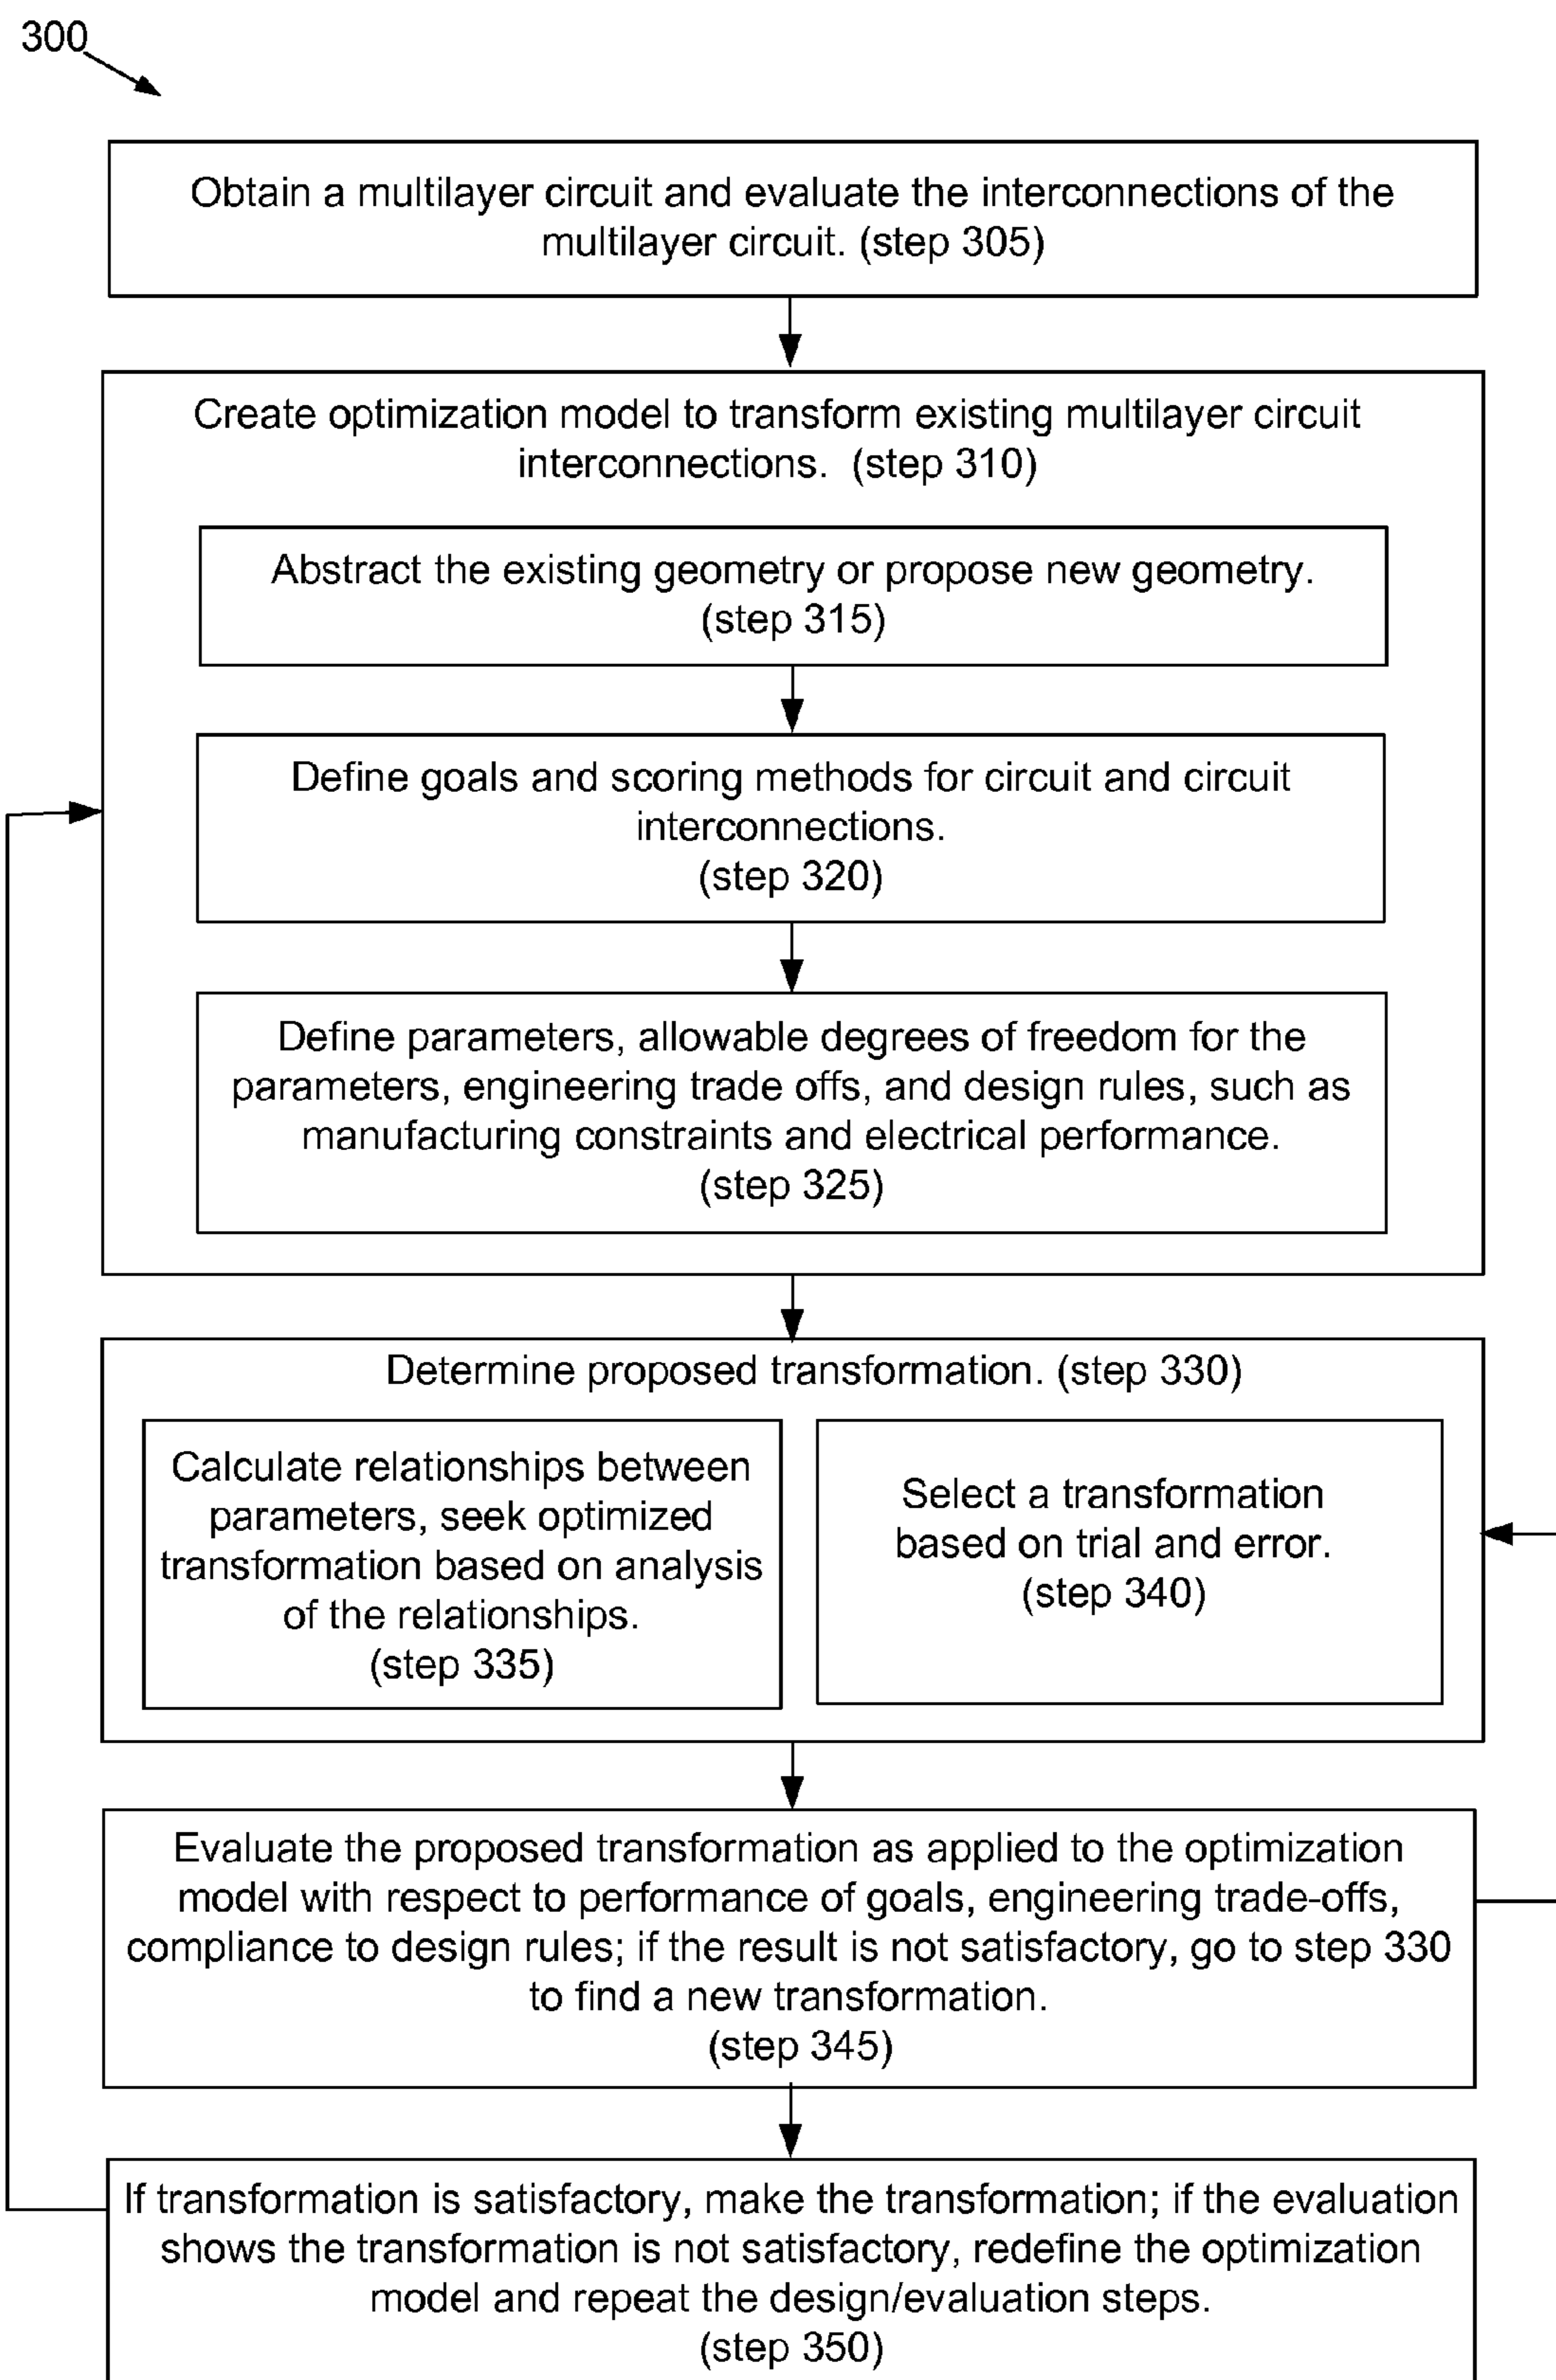 300
Obtain a multilayer circuit and evaluate the interconnections of the
multilayer circuit. (step 305)
Create optimization model to transform existing multilayer circuit
interconnections. (step 310)
Abstract the existing geometry or propose new geometry.
(step 315)
Define goals and scoring methods for circuit and circuit
interconnections.
(step 320)
Define parameters, allowable degrees of freedom for the
parameters, engineering trade offs, and design rules, such as
manufacturing constraints and electrical performance.
(step 325)
Determine proposed transformation. (step 330)
Calculate relationships between
parameters, seek optimized
transformation based on analysis
of the relationships.
(step 335)
Select a transformation
based on trial and error.
(step 340)
Evaluate the proposed transformation as applied to the optimization
model with respect to performance of goals, engineering trade-offs,
compliance to design rules; if the result is not satisfactory, go to step 330
to find a new transformation.
(step 345)
If transformation is satisfactory, make the transformation; if the evaluation
shows the transformation is not satisfactory, redefine the optimization
model and repeat the design/evaluation steps.
(step 350)